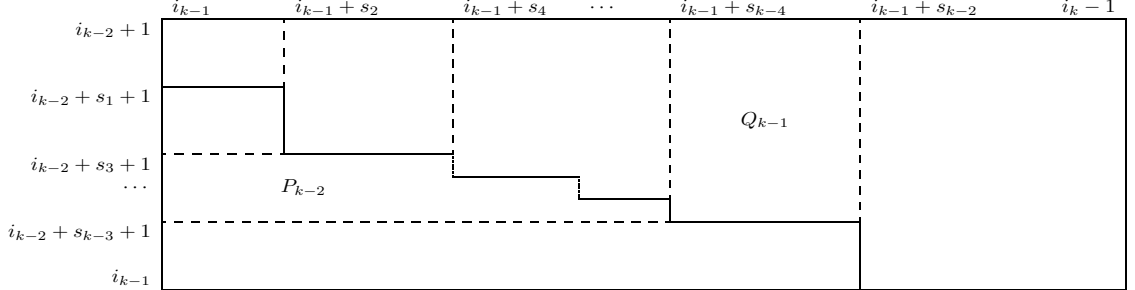 i_{k−1} i_{k−1} + s_2 i_{k−1} + s_4 ⋯ i_{k−1} + s_{k−4} i_{k−1} + s_{k−2} i_k − 1
i_{k−2} + 1
i_{k−2} + s_1 + 1
Q_{k−1}
i_{k−2} + s_3 + 1
⋯ P_{k−2}
i_{k−2} + s_{k−3} + 1
i_{k−1}